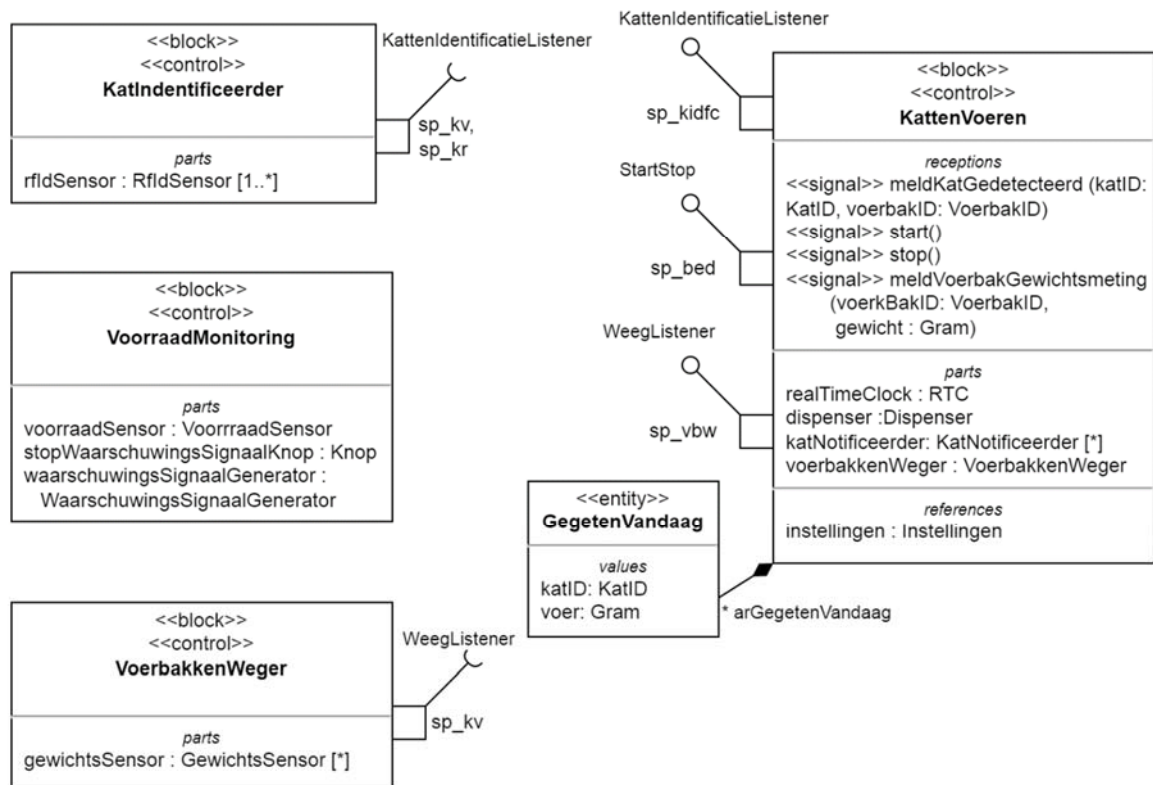 <<block>>
<<control>>
KatIndentificeerder
parts
rfIdSensor : RfIdSensor [1..*]
KattenIdentificatieListener
sp_kv,
sp_kr
<<block>>
<<control>>
VoorraadMonitoring
parts
voorraadSensor : VoorrraadSensor
stopWaarschuwingsSignaalKnop : Knop
waarschuwingsSignaalGenerator :
WaarschuwingsSignaalGenerator
<<block>>
<<control>>
VoerbakkenWeger
parts
gewichtsSensor : GewichtsSensor [*]
WeegListener
sp_kv
KattenIdentificatieListener
sp_kidfc
StartStop
sp_bed
WeegListener
sp_vbw
<<block>>
<<control>>
KattenVoeren
receptions
<<signal>> meldKatGedetecteerd (katID:
KatID, voerbakID: VoerbakID)
<<signal>> start()
<<signal>> stop()
<<signal>> meldVoerbakGewichtsmeting
(voerkBakID: VoerbakID,
gewicht : Gram)
parts
realTimeClock : RTC
dispenser :Dispenser
katNotificeerder: KatNotificeerder [*]
voerbakkenWeger : VoerbakkenWeger
references
instellingen : Instellingen
<<entity>>
GegetenVandaag
values
katID: KatID
voer: Gram
* arGegetenVandaag